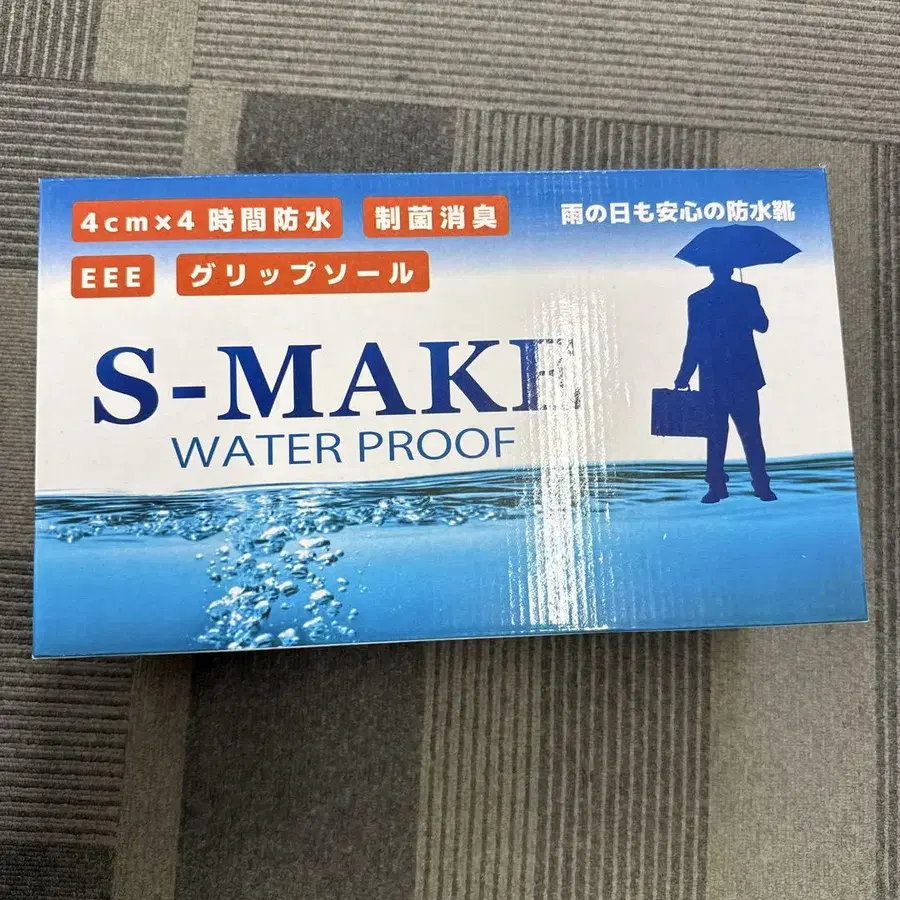 4cm×4時間防水 制菌消臭
雨の日も安心の防水靴
EEE グリップソール
S-MAKE
WATER PROOF